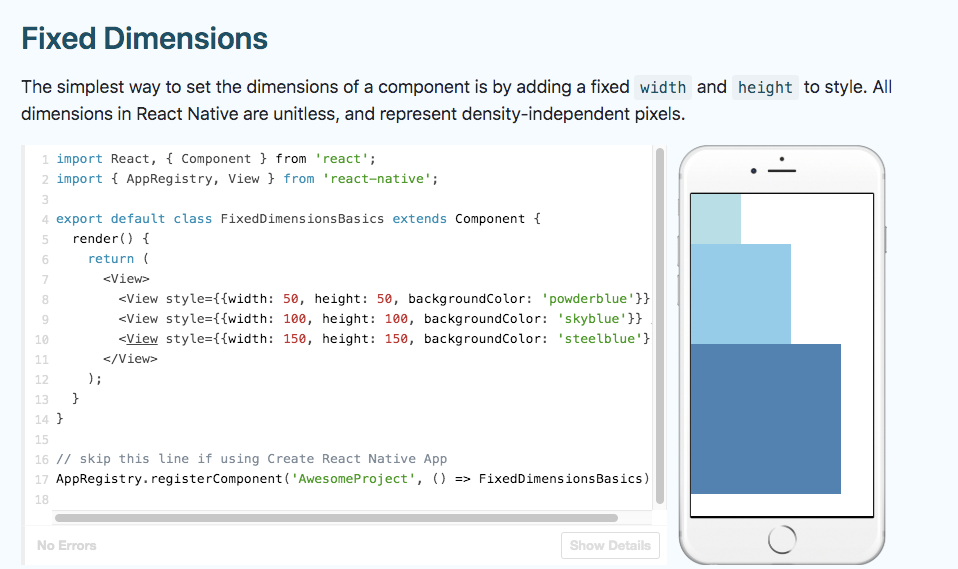 Fixed Dimensions
The simplest way to set the dimensions of a component is by adding a fixed width and height to style. All
dimensions in React Native are unitless, and represent density-independent pixels.
1 import React, { Component } from 'react';
2 import { AppRegistry, View } from 'react-native';
3
4 export default class FixedDimensionsBasics extends Component {
5   render() {
6     return (
7       <View>
8         <View style={{width: 50, height: 50, backgroundColor: 'powderblue'}}
9         <View style={{width: 100, height: 100, backgroundColor: 'skyblue'}}
10         <View style={{width: 150, height: 150, backgroundColor: 'steelblue'}
11       </View>
12     );
13   }
14 }
15
16 // skip this line if using Create React Native App
17 AppRegistry.registerComponent('AwesomeProject', () => FixedDimensionsBasics)
18
No Errors
Show Details